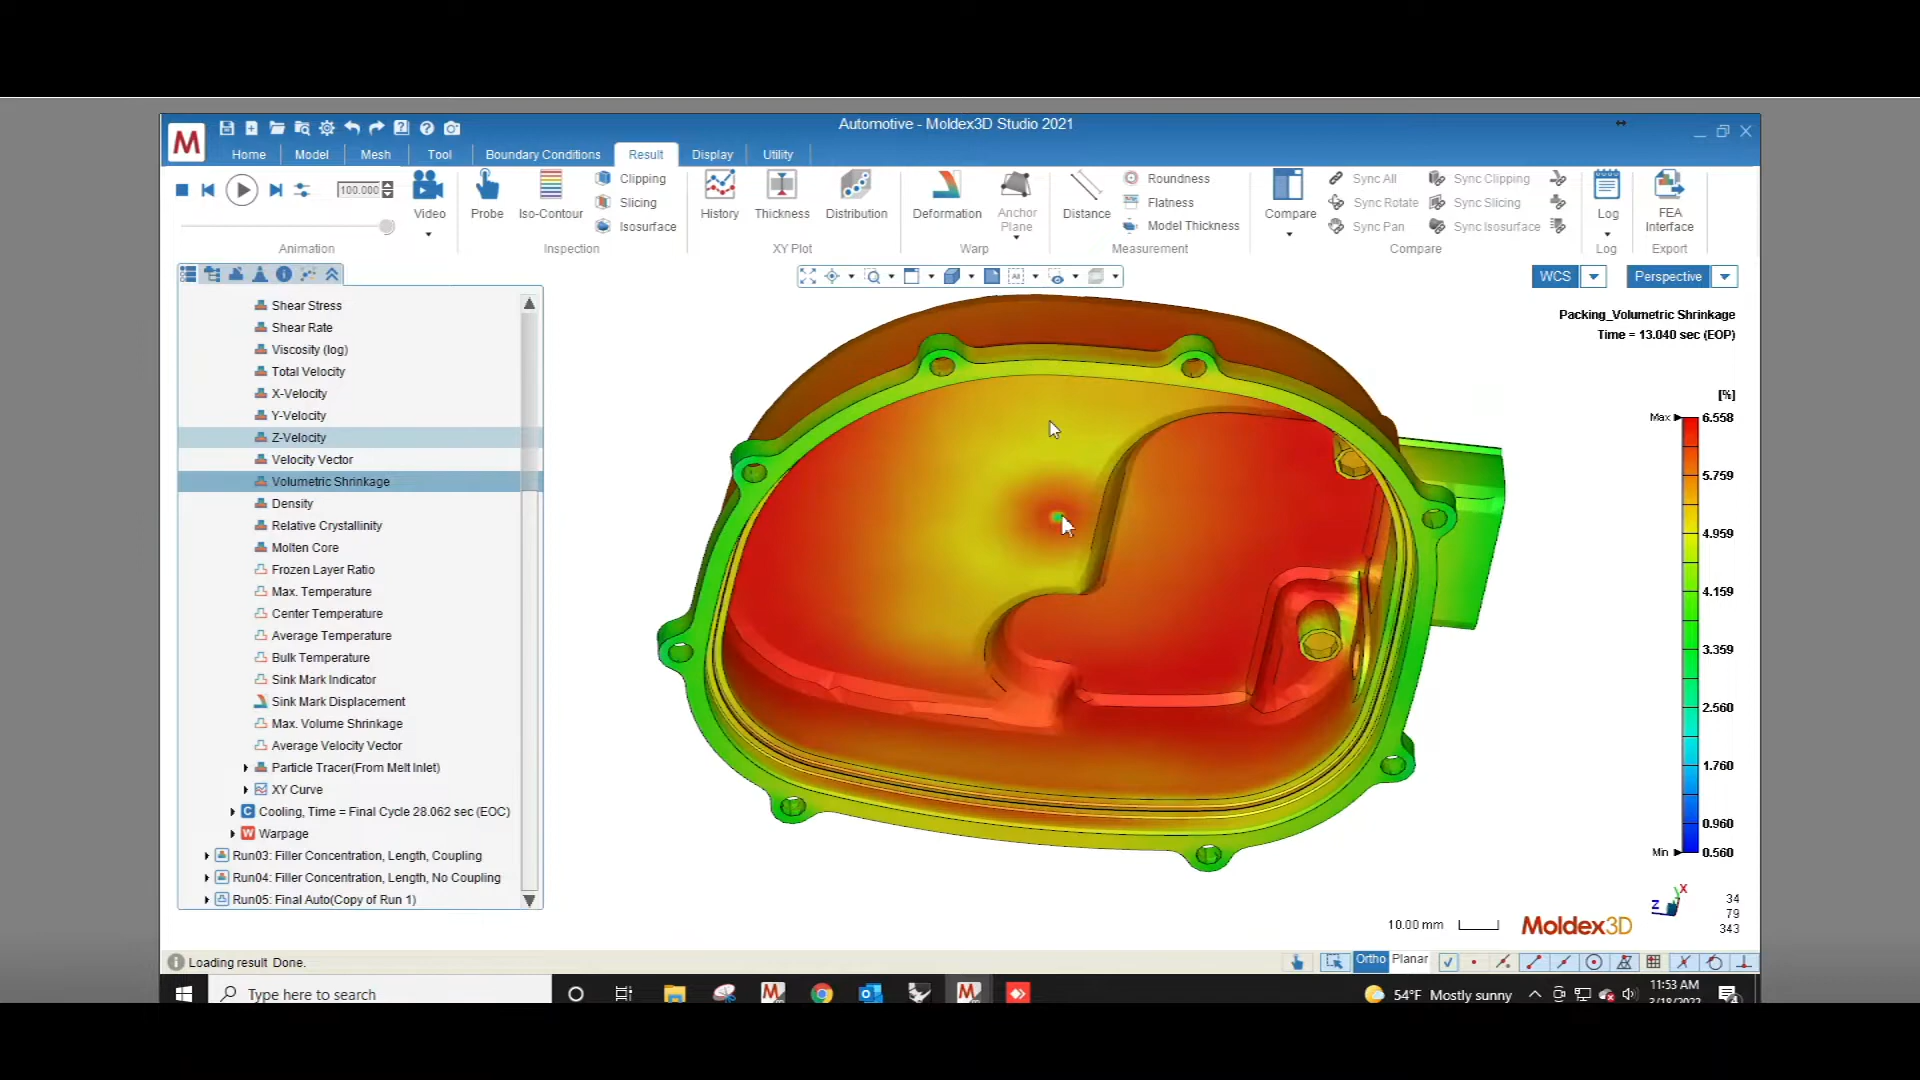 Automotive - Moldex3D Studio 2021
Home Model Mesh Tool Boundary Conditions Result Display Utility
100.000
Video
Animation
Probe
Iso-Contour
Clipping
Slicing
Isosurface
Inspection
History
Thickness
Distribution
XY Plot
Deformation
Anchor
Plane
Warp
Distance
Roundness
Flatness
Model Thickness
Measurement
Compare
Sync All
Sync Rotate
Sync Pan
Sync Clipping
Sync Slicing
Sync Isosurface
Compare
Log
Log
FEA
Interface
Export
WCS
Perspective
Shear Stress
Shear Rate
Viscosity (log)
Total Velocity
X-Velocity
Y-Velocity
Z-Velocity
Velocity Vector
Volumetric Shrinkage
Density
Relative Crystallinity
Molten Core
Frozen Layer Ratio
Max. Temperature
Center Temperature
Average Temperature
Bulk Temperature
Sink Mark Indicator
Sink Mark Displacement
Max. Volume Shrinkage
Average Velocity Vector
Particle Tracer(From Melt Inlet)
XY Curve
C Cooling, Time = Final Cycle 28.062 sec (EOC)
W Warpage
Run03: Filler Concentration, Length, Coupling
Run04: Filler Concentration, Length, No Coupling
Run05: Final Auto(Copy of Run 1)
Packing_Volumetric Shrinkage
Time = 13.040 sec (EOP)
[%]
Max 6.558
5.759
4.959
4.159
3.359
2.560
1.760
0.960
Min 0.560
X
Y
Z
34
79
343
10.00 mm
Moldex3D
Loading result Done.
Ortho Planar
Type here to search
54°F Mostly sunny
11:53 AM